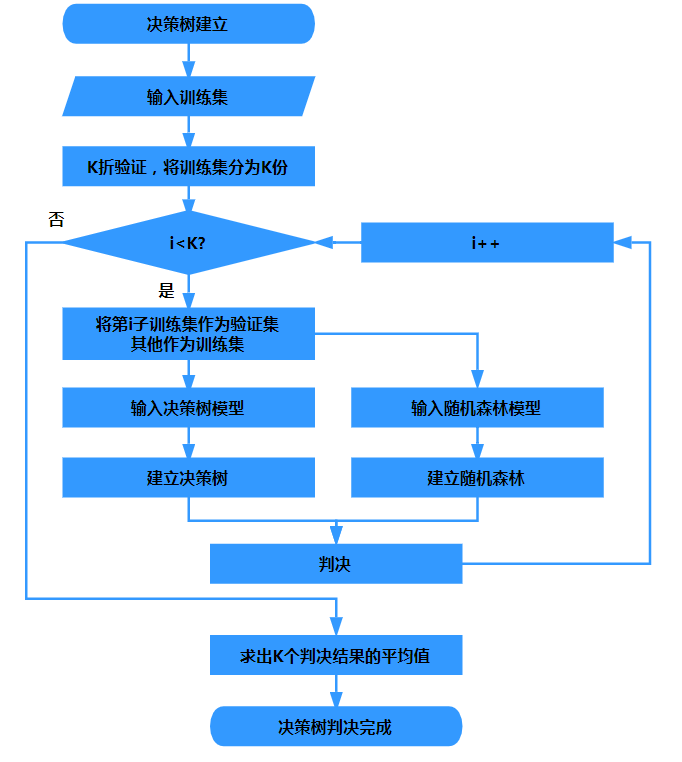 决策树建立
输入训练集
K折验证，将训练集分为K份
否
i<K?
i++
是
将第i子训练集作为验证集
其他作为训练集
输入决策树模型
输入随机森林模型
建立决策树
建立随机森林
判决
求出K个判决结果的平均值
决策树判决完成